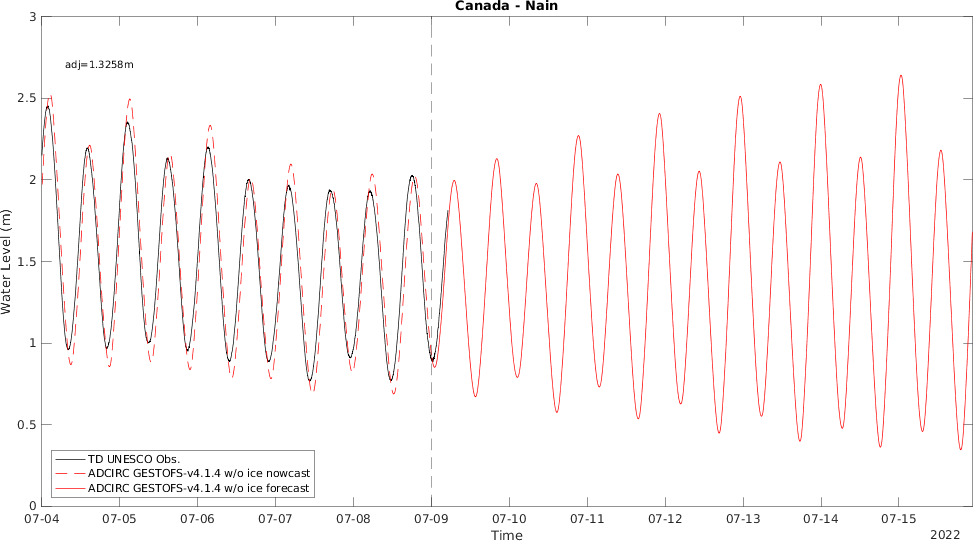 Canada - Nain
adj=1.3258m
3
2.5
2
1.5
1
0.5
0
Water Level (m)
TD UNESCO Obs.
ADCIRC GESTOFS-v4.1.4 w/o ice nowcast
ADCIRC GESTOFS-v4.1.4 w/o ice forecast
07-04 07-05 07-06 07-07 07-08 07-09 07-10 07-11 07-12 07-13 07-14 07-15
Time
2022